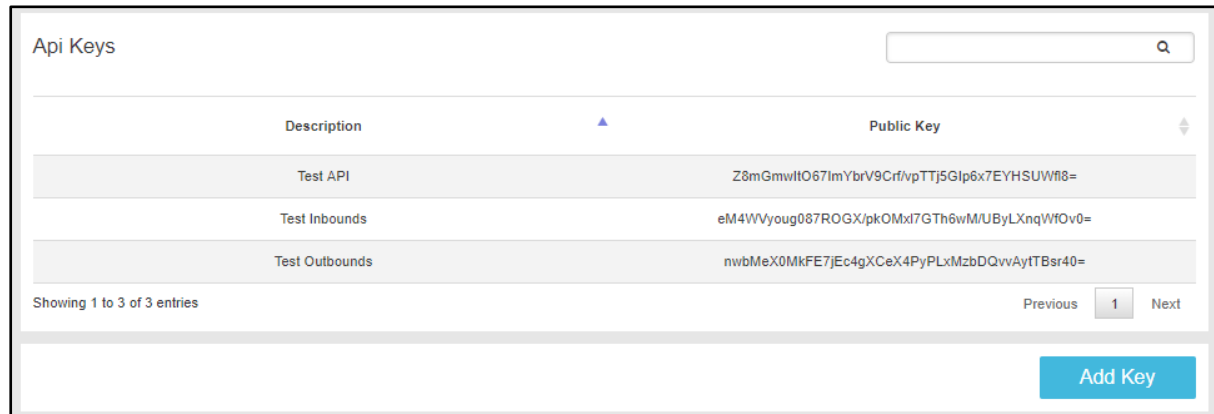 Api Keys
Description Public Key
Test API Z8mGmwltO67ImYbrV9Crf/vpTTj5GIp6x7EYHSUWfl8=
Test Inbounds eM4WVyoug087ROGX/pkOMxl7GTh6wM/UByLXnqWfOv0=
Test Outbounds nwbMeX0MkFE7jEc4gXCeX4PyPLxMzbDQvvAytTBsr40=
Showing 1 to 3 of 3 entries Previous 1 Next
Add Key